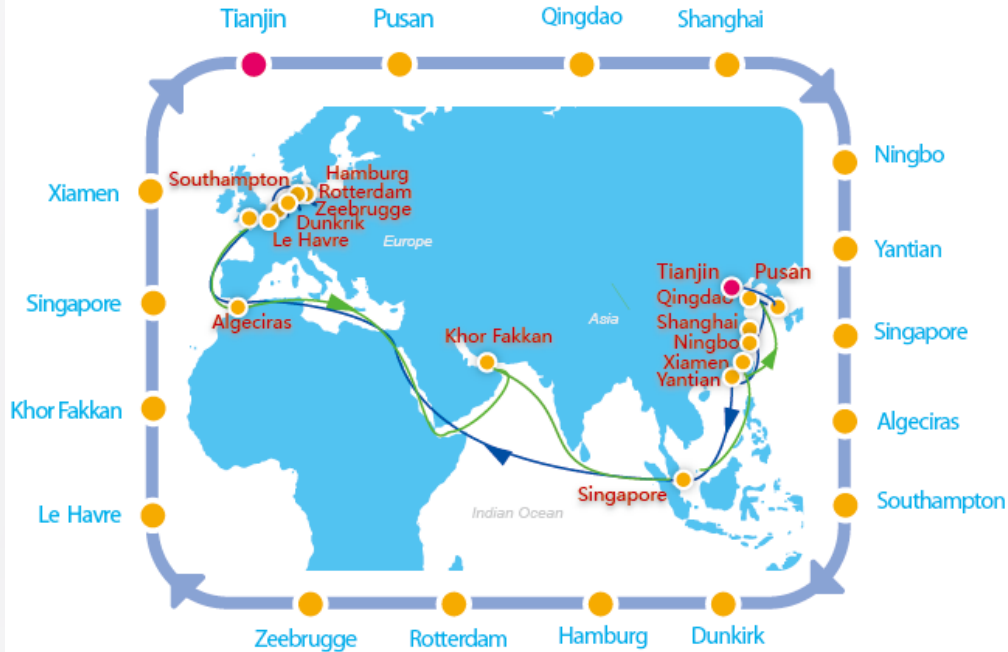 Tianjin
Pusan
Qingdao
Shanghai
Ningbo
Yantian
Singapore
Algeciras
Southampton
Dunkirk
Hamburg
Rotterdam
Zeebrugge
Le Havre
Khor Fakkan
Singapore
Xiamen
Southampton
Hamburg
Rotterdam
Zeebrugge
Dunkrik
Le Havre
Europe
Algeciras
Khor Fakkan
Asia
Tianjin
Pusan
Qingdao
Shanghai
Ningbo
Xiamen
Yantian
Singapore
Indian Ocean